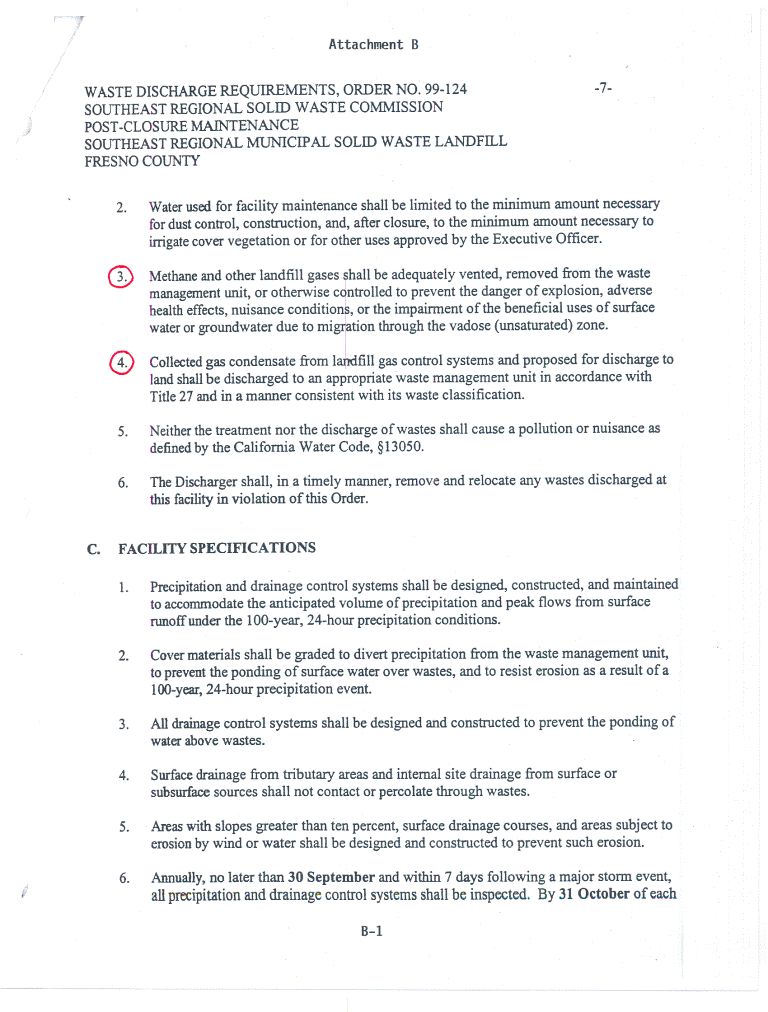 Attachment B
WASTE DISCHARGE REQUIREMENTS, ORDER NO. 99-124 -7-
SOUTHEAST REGIONAL SOLID WASTE COMMISSION
POST-CLOSURE MAINTENANCE
SOUTHEAST REGIONAL MUNICIPAL SOLID WASTE LANDFILL
FRESNO COUNTY
2. Water used for facility maintenance shall be limited to the minimum amount necessary
for dust control, construction, and, after closure, to the minimum amount necessary to
irrigate cover vegetation or for other uses approved by the Executive Officer.
3. Methane and other landfill gases shall be adequately vented, removed from the waste
management unit, or otherwise controlled to prevent the danger of explosion, adverse
health effects, nuisance conditions, or the impairment of the beneficial uses of surface
water or groundwater due to migration through the vadose (unsaturated) zone.
4. Collected gas condensate from landfill gas control systems and proposed for discharge to
land shall be discharged to an appropriate waste management unit in accordance with
Title 27 and in a manner consistent with its waste classification.
5. Neither the treatment nor the discharge of wastes shall cause a pollution or nuisance as
defined by the California Water Code, §13050.
6. The Discharger shall, in a timely manner, remove and relocate any wastes discharged at
this facility in violation of this Order.
C. FACILITY SPECIFICATIONS
1. Precipitation and drainage control systems shall be designed, constructed, and maintained
to accommodate the anticipated volume of precipitation and peak flows from surface
runoff under the 100-year, 24-hour precipitation conditions.
2. Cover materials shall be graded to divert precipitation from the waste management unit,
to prevent the ponding of surface water over wastes, and to resist erosion as a result of a
100-year, 24-hour precipitation event.
3. All drainage control systems shall be designed and constructed to prevent the ponding of
water above wastes.
4. Surface drainage from tributary areas and internal site drainage from surface or
subsurface sources shall not contact or percolate through wastes.
5. Areas with slopes greater than ten percent, surface drainage courses, and areas subject to
erosion by wind or water shall be designed and constructed to prevent such erosion.
6. Annually, no later than 30 September and within 7 days following a major storm event,
all precipitation and drainage control systems shall be inspected. By 31 October of each
B-1